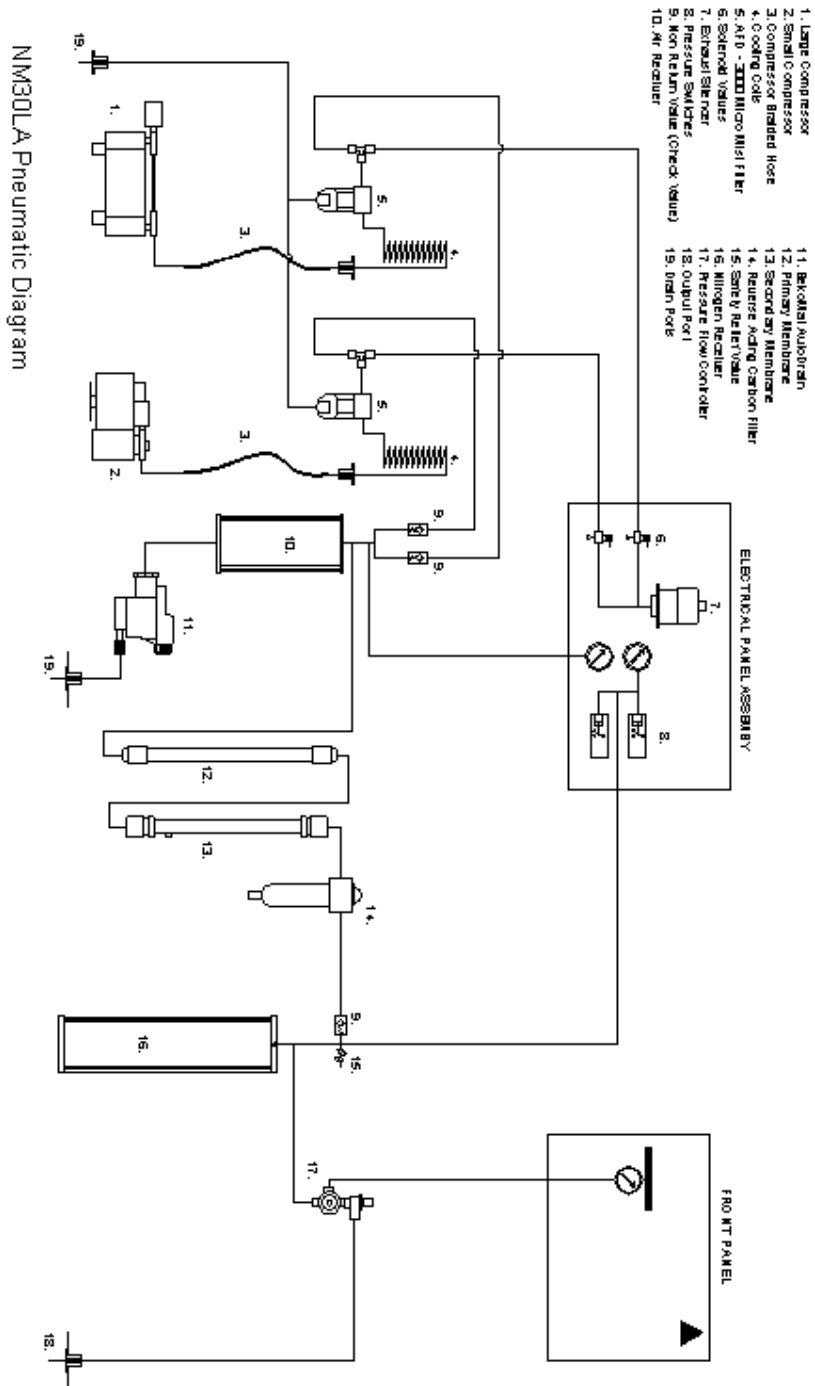 1. Large Compressor
2. Small Compressor
3. Compressor Braided Hose
4. Cooling Coils
5. AFD - 3000 Micro Mist Filter
6. Solenoid Valves
7. Exhaust Silencer
8. Pressure Switches
9. Non Return Valve (Check Valve)
10. Air Receiver
11. BekoMat AutoDrain
12. Primary Membrane
13. Secondary Membrane
14. Reverse Acting Carbon Filter
15. Safety Relief Valve
16. Nitrogen Receiver
17. Pressure Flow Controller
18. Output Port
19. Drain Ports
ELECTRICAL PANEL ASSEMBY
FRONT PANEL
6.
7.
8.
5.
4.
5.
4.
9.
9.
14.
9.
15.
17.
3.
3.
10.
12.
13.
16.
19.
1.
2.
11.
19.
18.
NM30LA Pneumatic Diagram